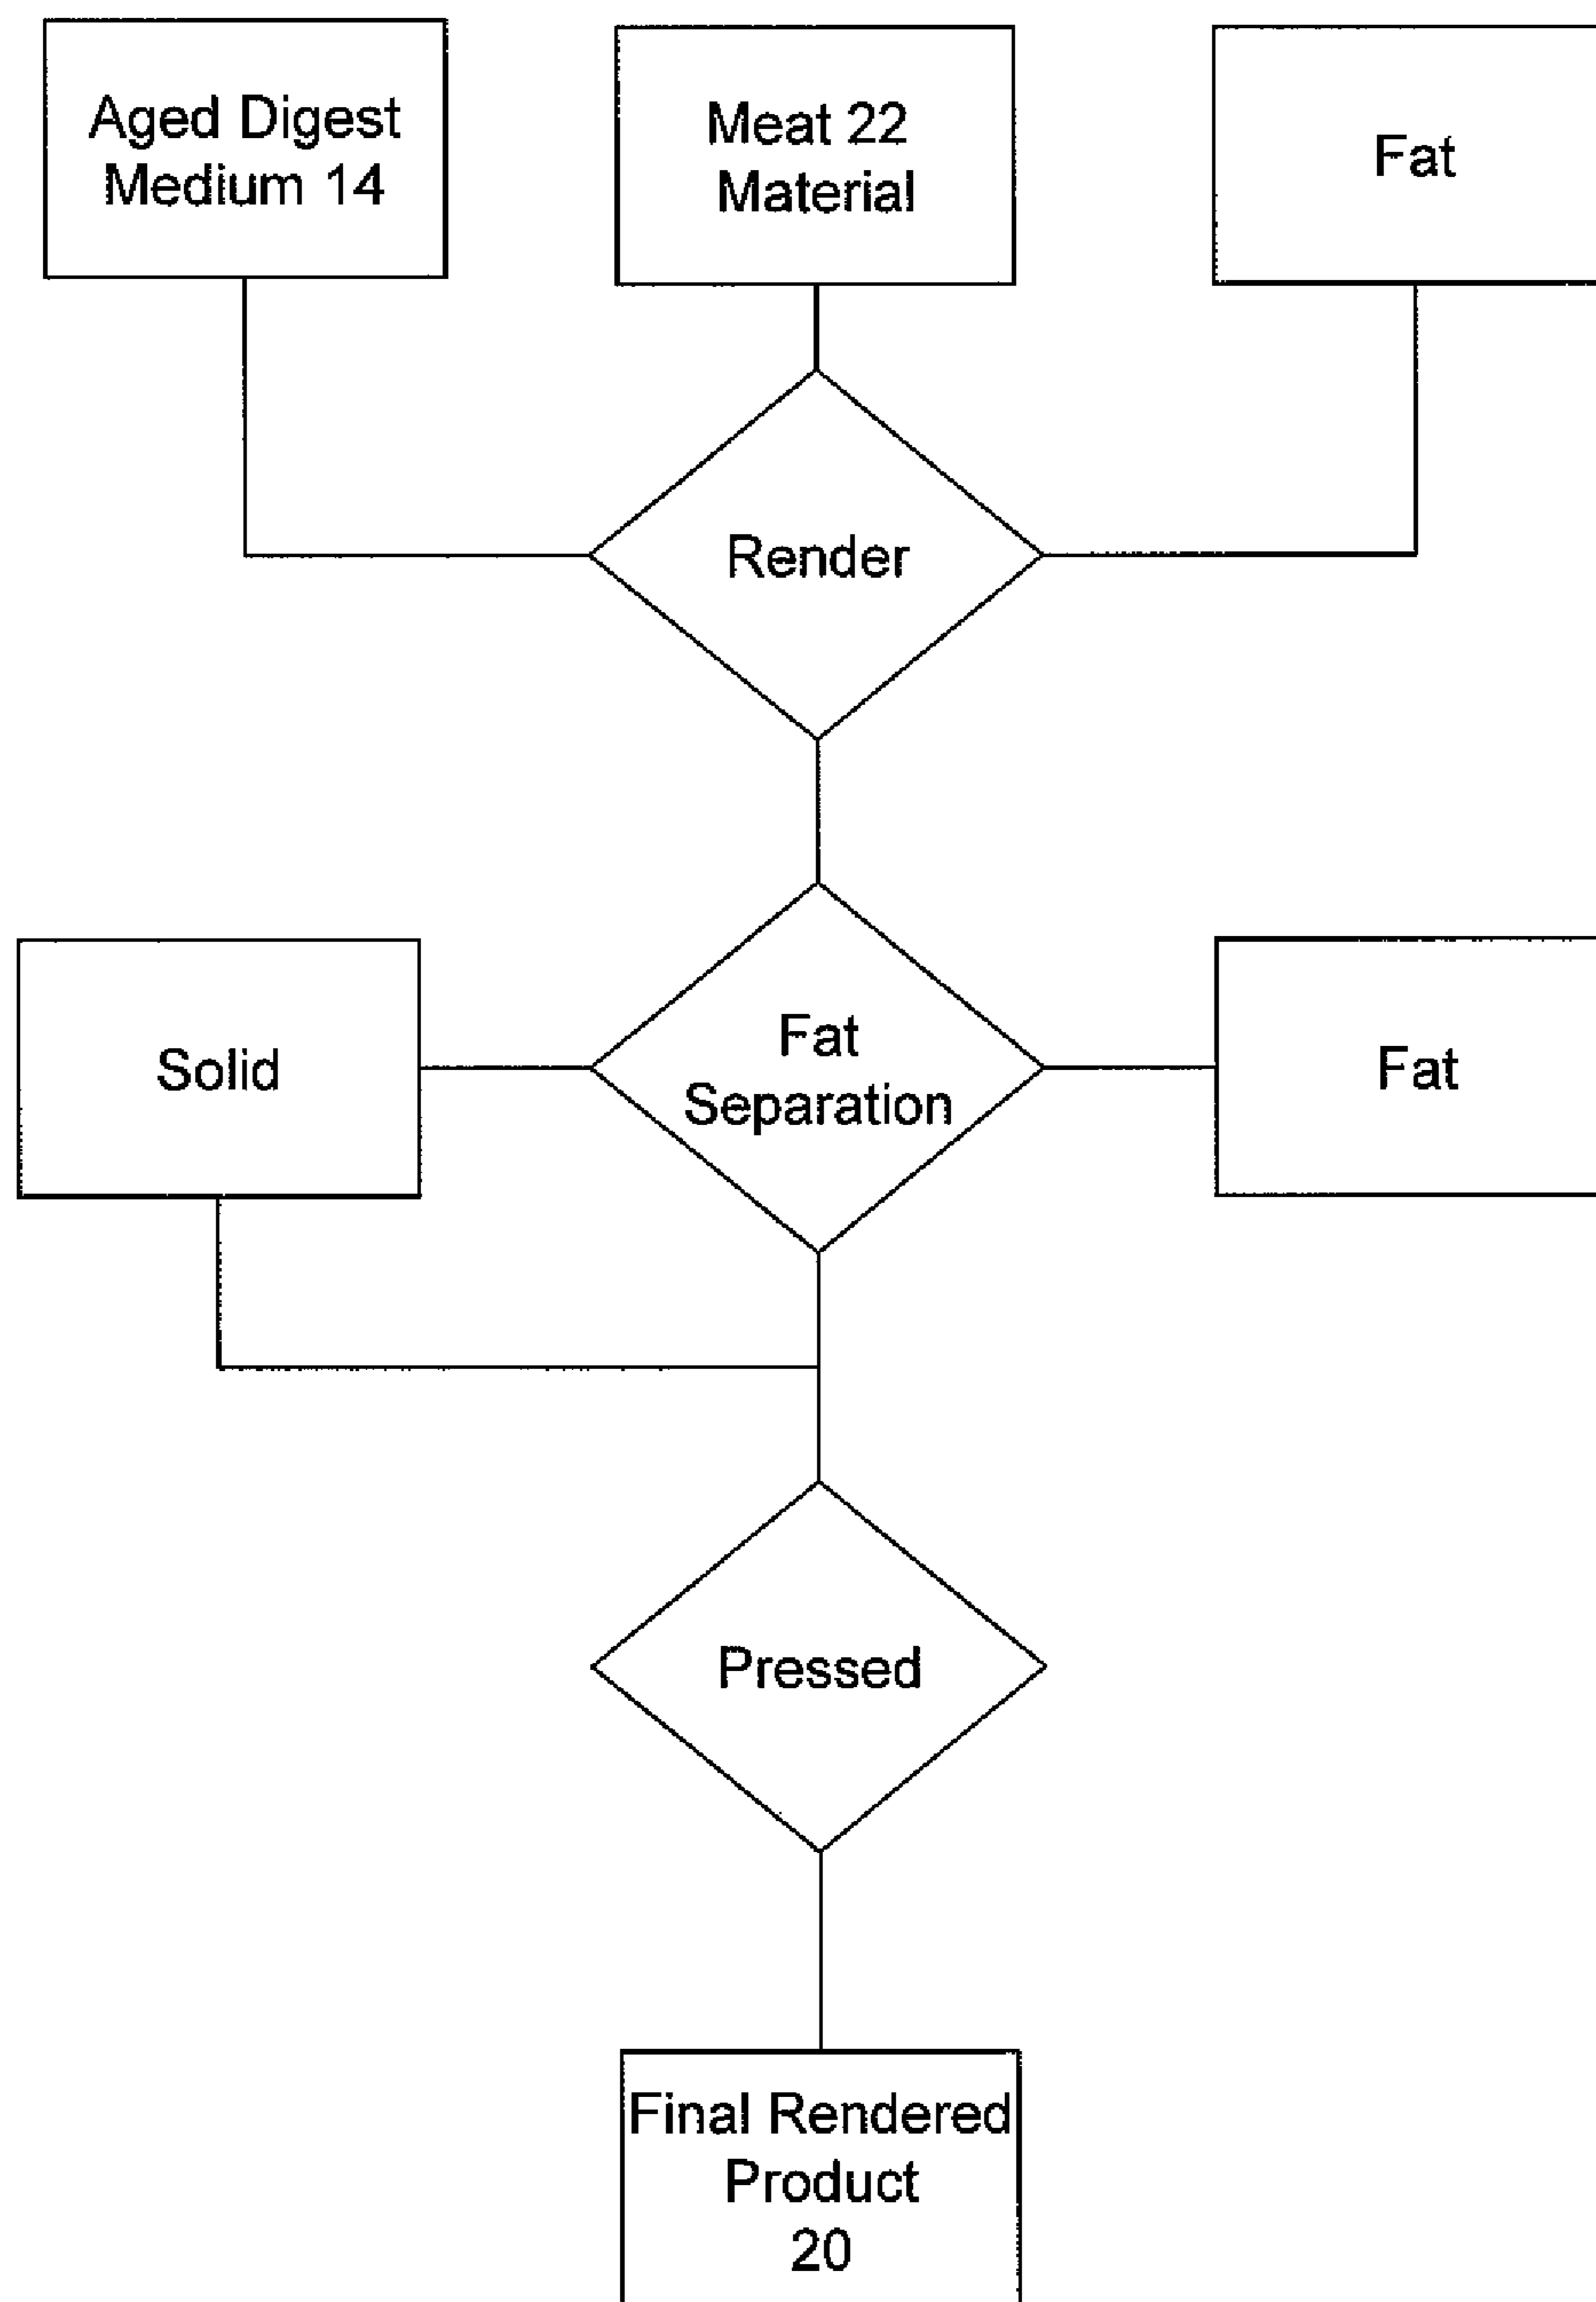 Aged Digest
Medium 14
Meat 22
Material
Fat
Render
Solid
Fat
Separation
Fat
Pressed
Final Rendered
Product
20